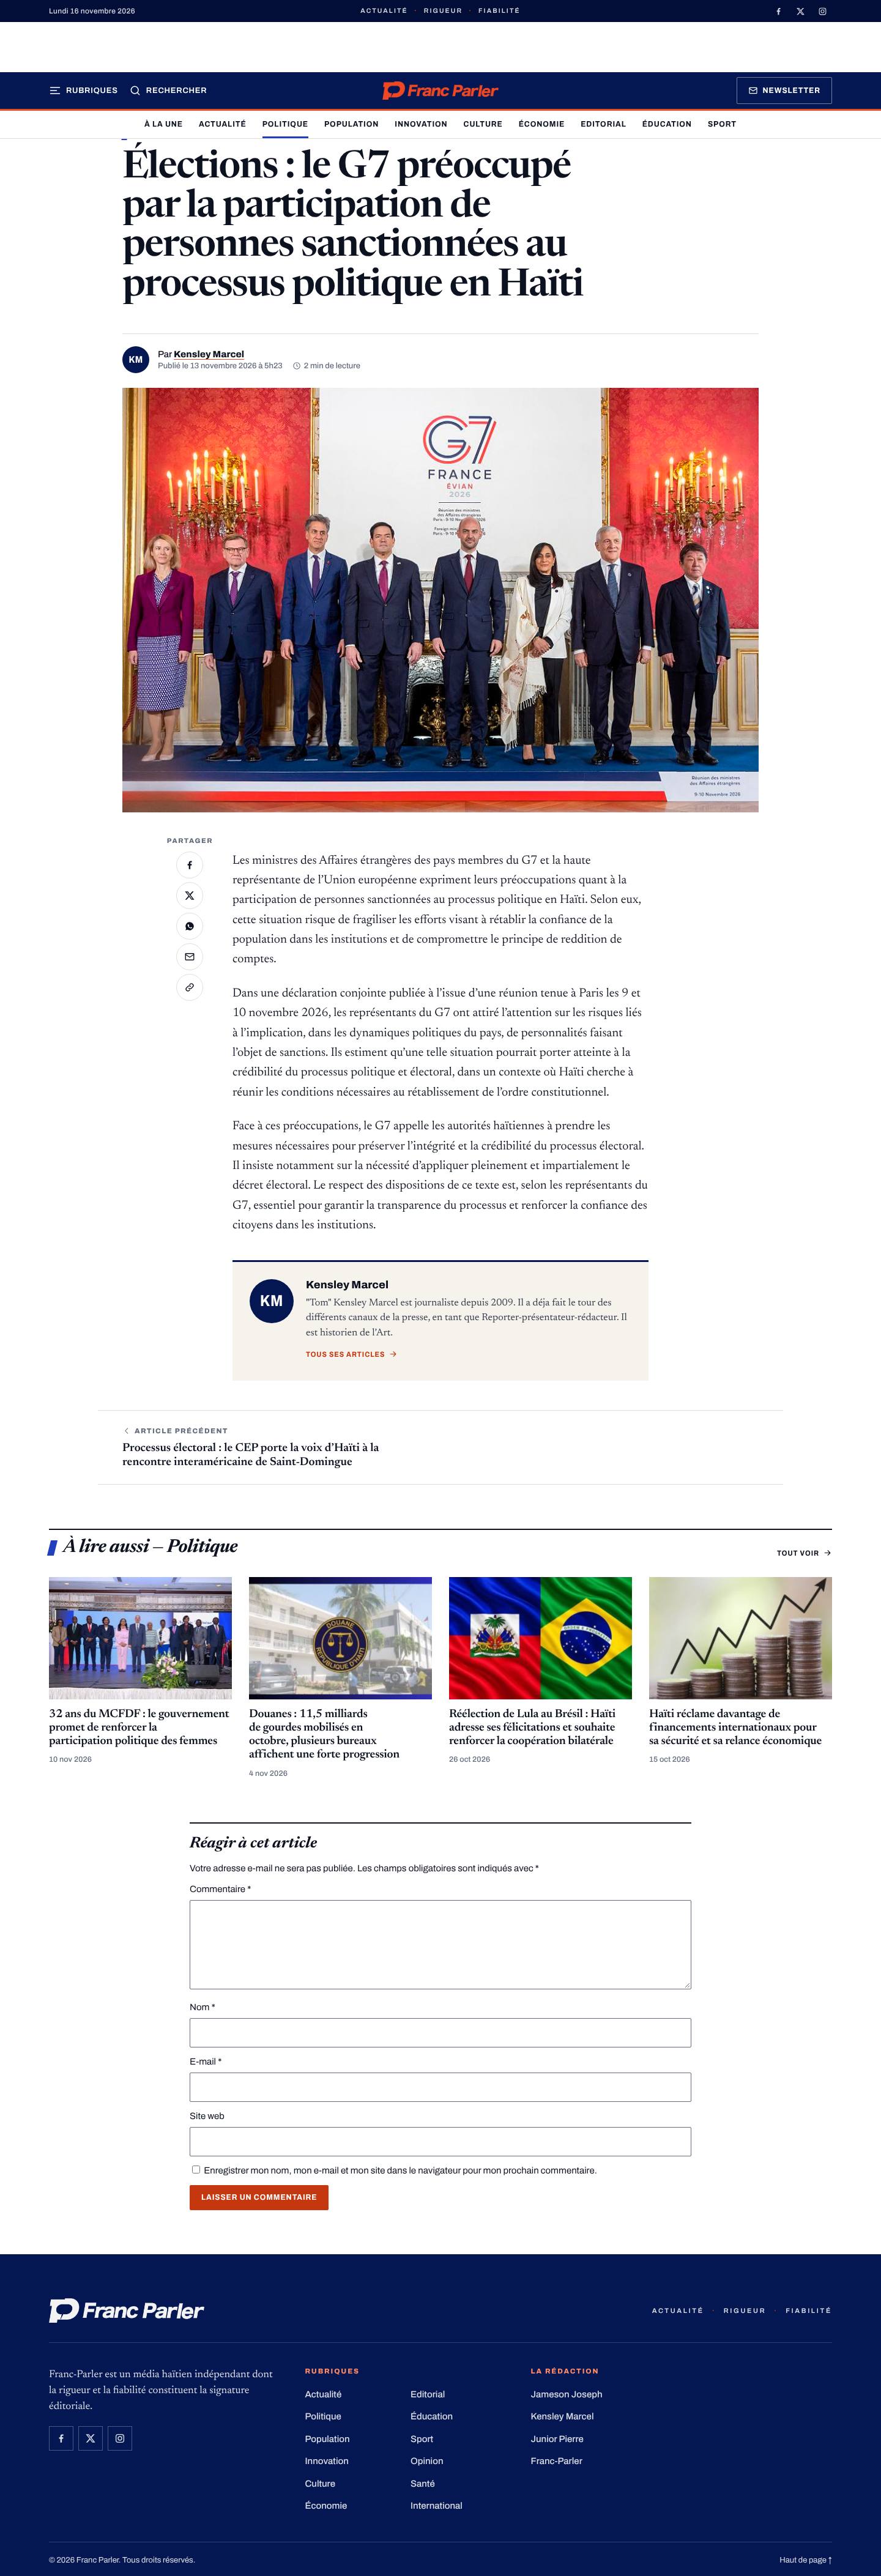 Lundi 16 novembre 2026
ACTUALITÉ · RIGUEUR · FIABILITÉ
RUBRIQUES
RECHERCHER
Franc Parler
NEWSLETTER
À LA UNE
ACTUALITÉ
POLITIQUE
POPULATION
INNOVATION
CULTURE
ÉCONOMIE
EDITORIAL
ÉDUCATION
SPORT
Élections : le G7 préoccupé
par la participation de
personnes sanctionnées au
processus politique en Haïti
KM
Par Kensley Marcel
Publié le 13 novembre 2026 à 5h23
2 min de lecture
G7
FRANCE
ÉVIAN
2026
Réunion des ministres
des Affaires étrangères
Réunion des ministres
des Affaires étrangères
9-10 Novembre 2026
PARTAGER
Les ministres des Affaires étrangères des pays membres du G7 et la haute
représentante de l'Union européenne expriment leurs préoccupations quant à la
participation de personnes sanctionnées au processus politique en Haïti. Selon eux,
cette situation risque de fragiliser les efforts visant à rétablir la confiance de la
population dans les institutions et de compromettre le principe de reddition de
comptes.
Dans une déclaration conjointe publiée à l'issue d'une réunion tenue à Paris les 9 et
10 novembre 2026, les représentants du G7 ont attiré l'attention sur les risques liés
à l'implication, dans les dynamiques politiques du pays, de personnalités faisant
l'objet de sanctions. Ils estiment qu'une telle situation pourrait porter atteinte à la
crédibilité du processus politique et électoral, dans un contexte où Haïti cherche à
réunir les conditions nécessaires au rétablissement de l'ordre constitutionnel.
Face à ces préoccupations, le G7 appelle les autorités haïtiennes à prendre les
mesures nécessaires pour préserver l'intégrité et la crédibilité du processus électoral.
Il insiste notamment sur la nécessité d'appliquer pleinement et impartialement le
décret électoral. Le respect des dispositions de ce texte est, selon les représentants du
G7, essentiel pour garantir la transparence du processus et renforcer la confiance des
citoyens dans les institutions.
KM
Kensley Marcel
"Tom" Kensley Marcel est journaliste depuis 2009. Il a déja fait le tour des
différents canaux de la presse, en tant que Reporter-présentateur-rédacteur. Il
est historien de l'Art.
TOUS SES ARTICLES
ARTICLE PRÉCÉDENT
Processus électoral : le CEP porte la voix d'Haïti à la
rencontre interaméricaine de Saint-Domingue
À lire aussi — Politique
TOUT VOIR
32 ans du MCFDF : le gouvernement
promet de renforcer la
participation politique des femmes
10 nov 2026
DOUANE
Douanes : 11,5 milliards
de gourdes mobilisés en
octobre, plusieurs bureaux
affichent une forte progression
4 nov 2026
Réélection de Lula au Brésil : Haïti
adresse ses félicitations et souhaite
renforcer la coopération bilatérale
26 oct 2026
Haïti réclame davantage de
financements internationaux pour
sa sécurité et sa relance économique
15 oct 2026
Réagir à cet article
Votre adresse e-mail ne sera pas publiée. Les champs obligatoires sont indiqués avec *
Commentaire *
Nom *
E-mail *
Site web
Enregistrer mon nom, mon e-mail et mon site dans le navigateur pour mon prochain commentaire.
LAISSER UN COMMENTAIRE
Franc Parler
ACTUALITÉ · RIGUEUR · FIABILITÉ
Franc-Parler est un média haïtien indépendant dont
la rigueur et la fiabilité constituent la signature
éditoriale.
RUBRIQUES
Actualité
Politique
Population
Innovation
Culture
Économie
Editorial
Éducation
Sport
Opinion
Santé
International
LA RÉDACTION
Jameson Joseph
Kensley Marcel
Junior Pierre
Franc-Parler
© 2026 Franc Parler. Tous droits réservés.
Haut de page ↑